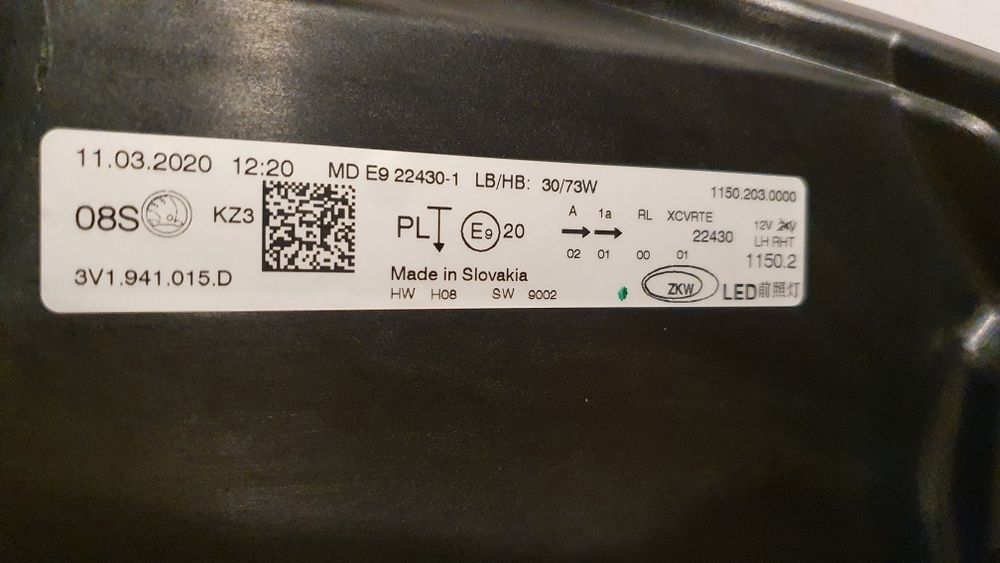 11.03.2020 12:20 MD E9 22430-1 LB/HB: 30/73W 1150.203.0000
08S KZ3 PL E9 20 A 1a RL XCVRTE 12V 24V
22430 LH RHT
02 01 00 01 1150.2
3V1.941.015.D Made in Slovakia ZKW LED前照灯
HW H08 SW 9002